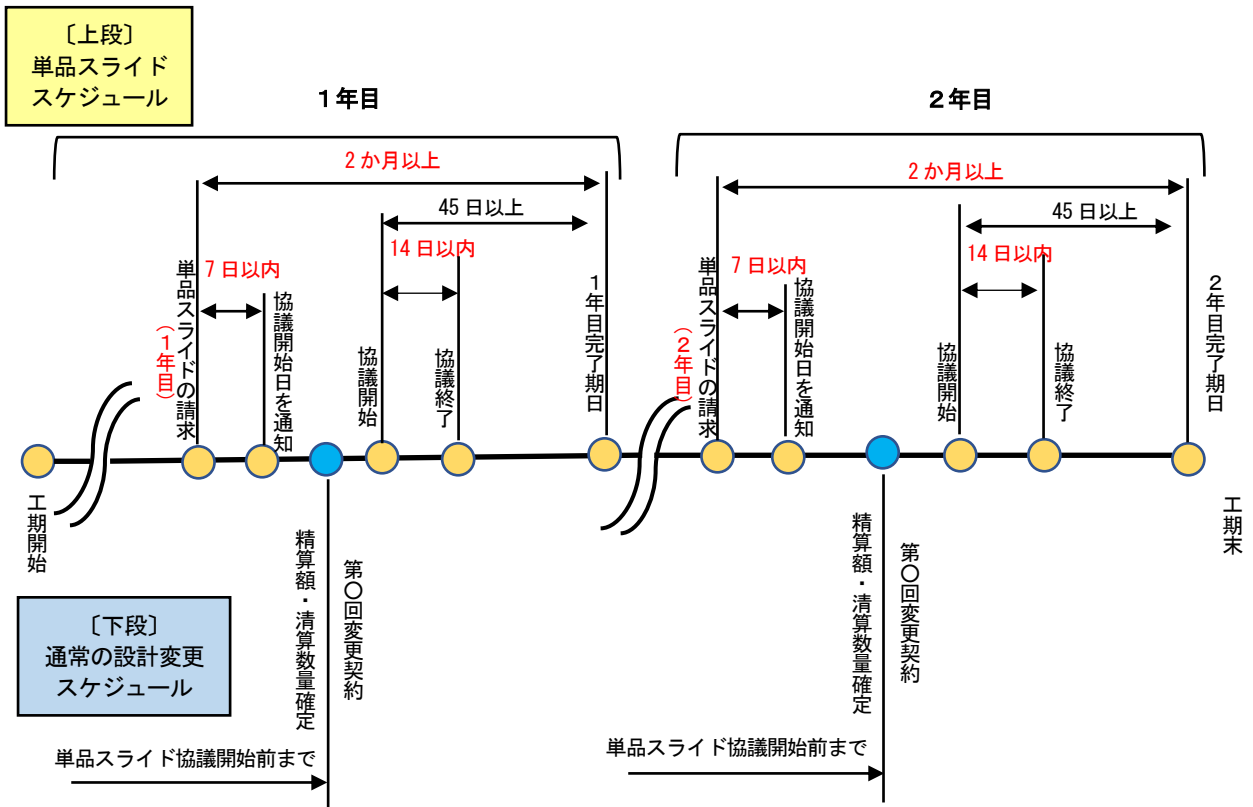 〔上段〕
単品スライド
スケジュール
1年目
2年目
2か月以上
45日以上
14日以内
7日以内
単品スライドの請求
（1年目）
協議開始日を通知
協議開始
協議終了
1年目完了期日
2か月以上
45日以上
14日以内
7日以内
単品スライドの請求
（2年目）
協議開始日を通知
協議開始
協議終了
2年目完了期日
工期開始
工期末
精算額・清算数量確定
第〇回変更契約
精算額・清算数量確定
第〇回変更契約
〔下段〕
通常の設計変更
スケジュール
単品スライド協議開始前まで
単品スライド協議開始前まで